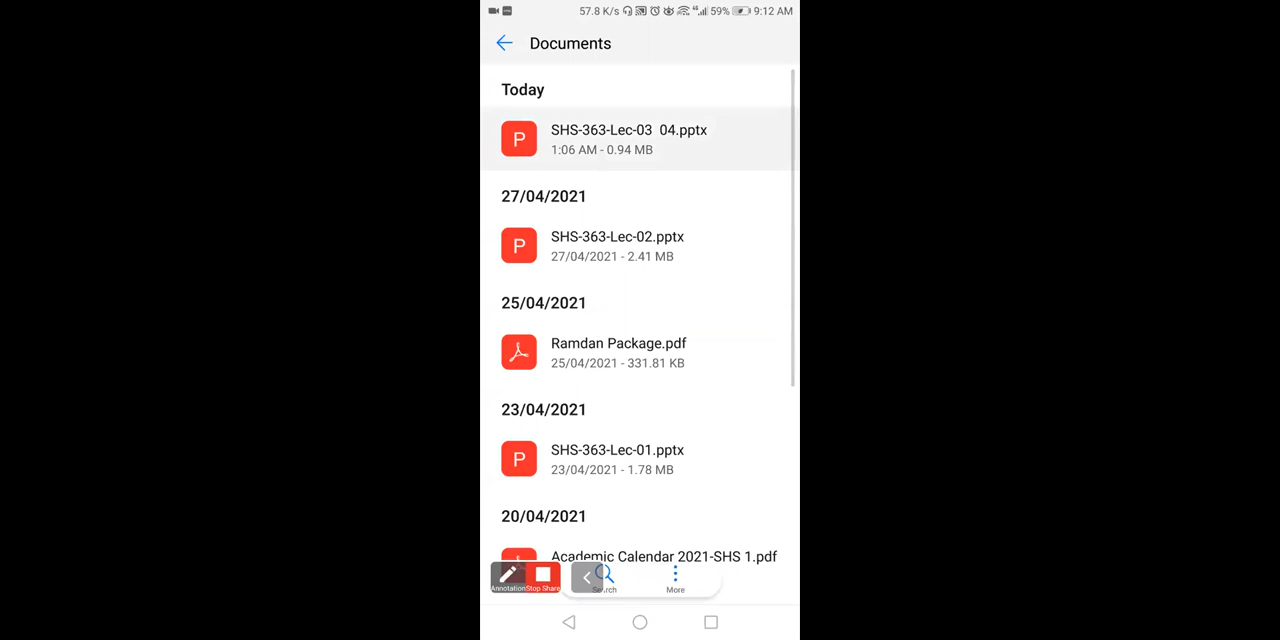 57.8 K/s 59% 9:12 AM
Documents
Today
P SHS-363-Lec-03 04.pptx
1:06 AM - 0.94 MB
27/04/2021
P SHS-363-Lec-02.pptx
27/04/2021 - 2.41 MB
25/04/2021
Ramdan Package.pdf
25/04/2021 - 331.81 KB
23/04/2021
P SHS-363-Lec-01.pptx
23/04/2021 - 1.78 MB
20/04/2021
Academic Calendar 2021-SHS 1.pdf
Annotation Stop Share Search More